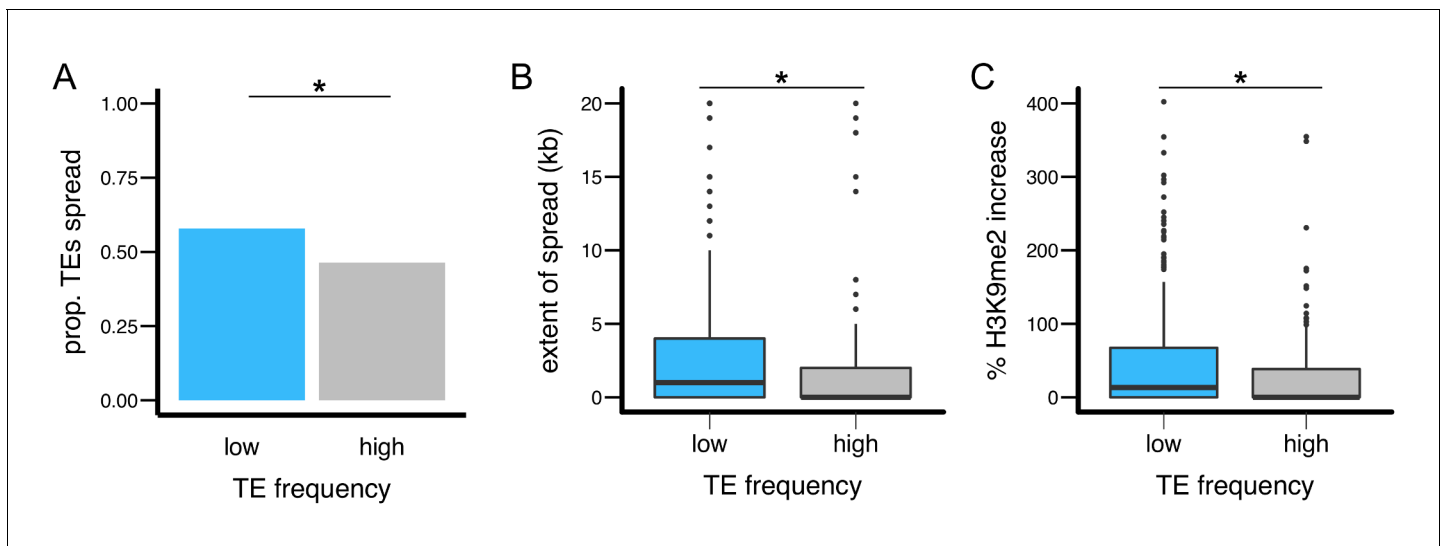 A
*
prop. TEs spread
1.00
0.75
0.50
0.25
0.00
low high
TE frequency
B
*
extent of spread (kb)
20
15
10
5
0
low high
TE frequency
C
*
% H3K9me2 increase
400
300
200
100
0
low high
TE frequency